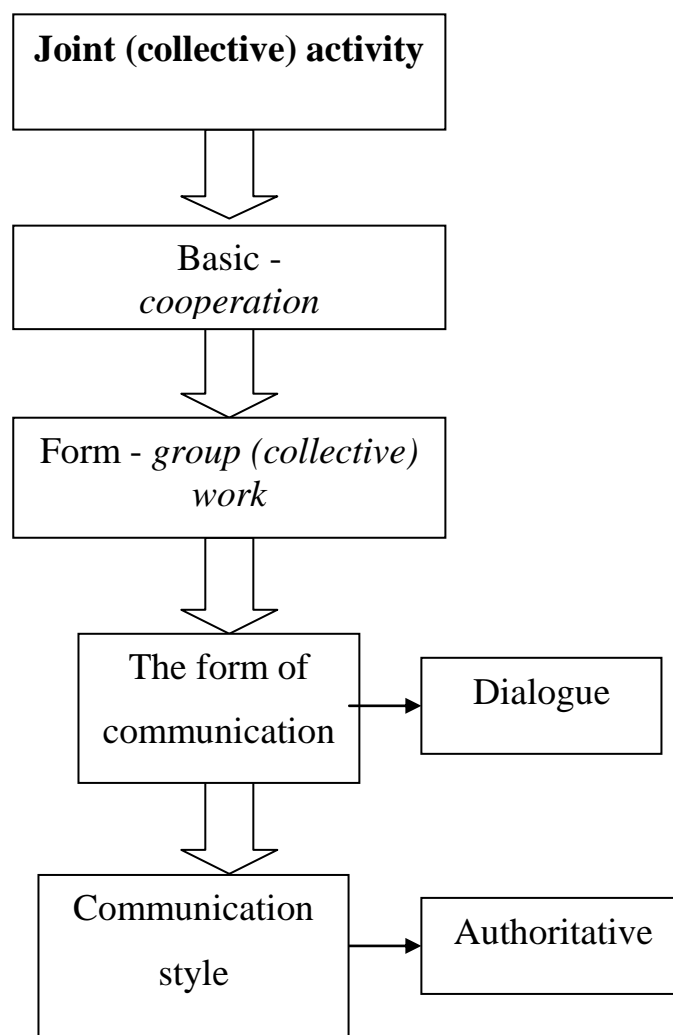 Joint (collective) activity
Basic -
cooperation
Form - group (collective)
work
The form of
communication
Dialogue
Communication
style
Authoritative